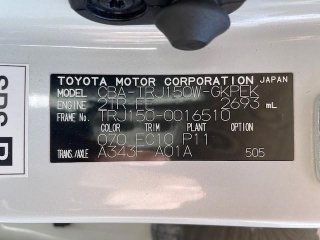 TOYOTA MOTOR CORPORATION JAPAN
MODEL CBA-TRJ150W-GKPEK
ENGINE 2TR-FE 2693 mL
FRAME No. TRJ150-0016510
COLOR TRIM PLANT OPTION
070 FC10 P11
TRANS./AXLE A343F A01A 505
SRS